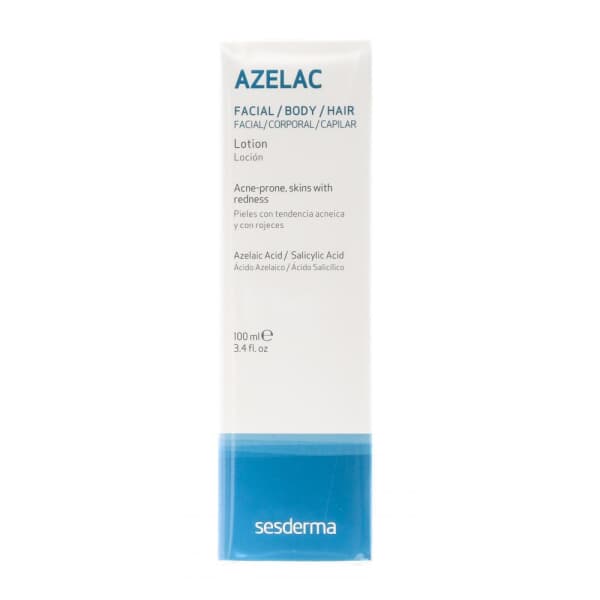 AZELAC
FACIAL / BODY / HAIR
FACIAL / CORPORAL / CAPILAR
Lotion
Loción
Acne-prone, skins with
redness
Pieles con tendencia acneica
y con rojeces
Azelaic Acid / Salicylic Acid
Ácido Azelaico / Ácido Salicílico
100 ml ℮
3.4 fl. oz
sesderma